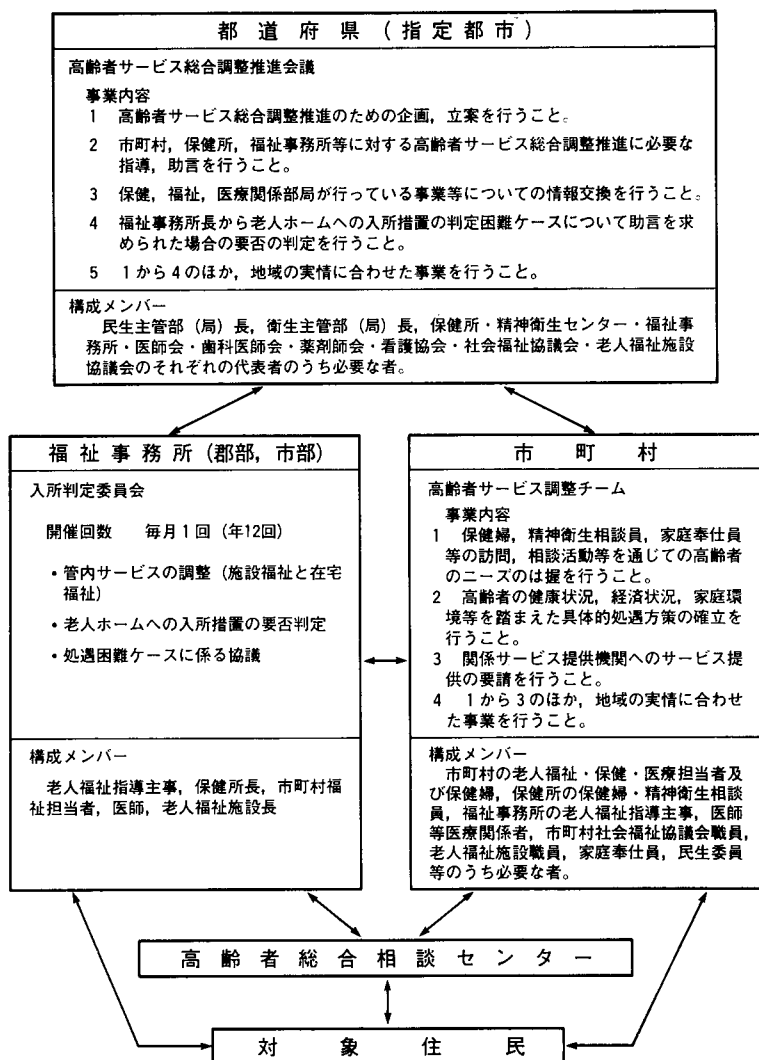 都道府県(指定都市)
高齢者サービス総合調整推進会議
事業内容
1 高齢者サービス総合調整推進のための企画,立案を行うこと。
2 市町村,保健所,福祉事務所等に対する高齢者サービス総合調整推進に必要な
指導,助言を行うこと。
3 保健,福祉,医療関係部局が行っている事業等についての情報交換を行うこと。
4 福祉事務所長から老人ホームへの入所措置の判定困難ケースについて助言を求
められた場合の要否の判定を行うこと。
5 1から4のほか,地域の実情に合わせた事業を行うこと。
構成メンバー
民生主管部(局)長,衛生主管部(局)長,保健所・精神衛生センター・福祉事
務所・医師会・歯科医師会・薬剤師会・看護協会・社会福祉協議会・老人福祉施設
協議会のそれぞれの代表者のうち必要な者。
福祉事務所(郡部,市部)
入所判定委員会
開催回数 毎月1回(年12回)
・管内サービスの調整(施設福祉と在宅
福祉)
・老人ホームへの入所措置の要否判定
・処遇困難ケースに係る協議
構成メンバー
老人福祉指導主事,保健所長,市町村福
祉担当者,医師,老人福祉施設長
市町村
高齢者サービス調整チーム
事業内容
1 保健婦,精神衛生相談員,家庭奉仕員
等の訪問,相談活動等を通じての高齢者
のニーズのは握を行うこと。
2 高齢者の健康状況,経済状況,家庭環
境等を踏まえた具体的処遇方策の確立を
行うこと。
3 関係サービス提供機関へのサービス提
供の要請を行うこと。
4 1から3のほか,地域の実情に合わせ
た事業を行うこと。
構成メンバー
市町村の老人福祉・保健・医療担当者及
び保健婦,保健所の保健婦・精神衛生相談
員,福祉事務所の老人福祉指導主事,医師
等医療関係者,市町村社会福祉協議会職員,
老人福祉施設職員,家庭奉仕員,民生委員
等のうち必要な者。
高齢者総合相談センター
対象住民